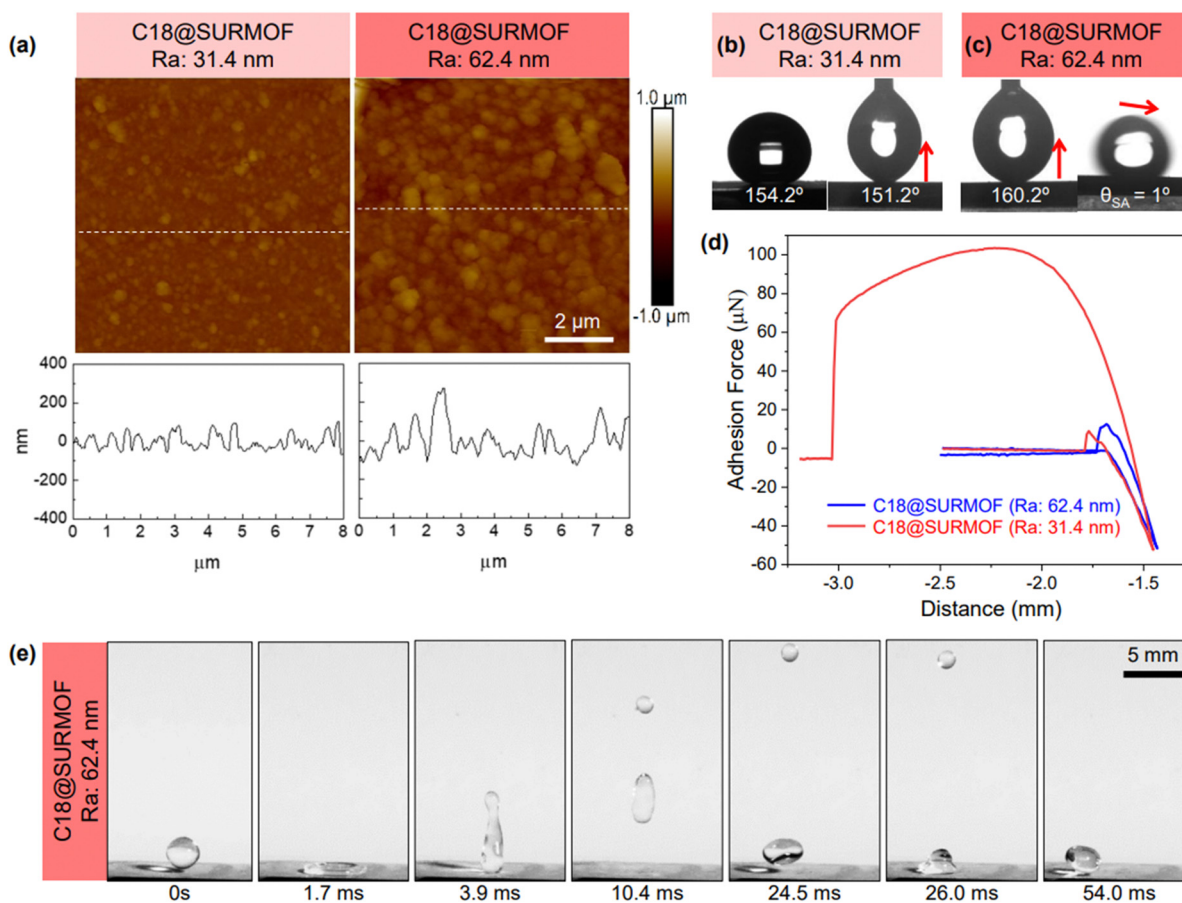 (a)
C18@SURMOF
Ra: 31.4 nm
C18@SURMOF
Ra: 62.4 nm
1.0 μm
-1.0 μm
2 μm
400
200
0
-200
-400
nm
0 1 2 3 4 5 6 7 8
μm
0 1 2 3 4 5 6 7 8
μm
(b)
C18@SURMOF
Ra: 31.4 nm
154.2º
151.2º
(c)
C18@SURMOF
Ra: 62.4 nm
160.2º
θSA = 1º
(d)
100
80
60
40
20
0
-20
-40
-60
Adhesion Force (μN)
C18@SURMOF (Ra: 62.4 nm)
C18@SURMOF (Ra: 31.4 nm)
-3.0 -2.5 -2.0 -1.5
Distance (mm)
(e)
C18@SURMOF
Ra: 62.4 nm
5 mm
0s
1.7 ms
3.9 ms
10.4 ms
24.5 ms
26.0 ms
54.0 ms